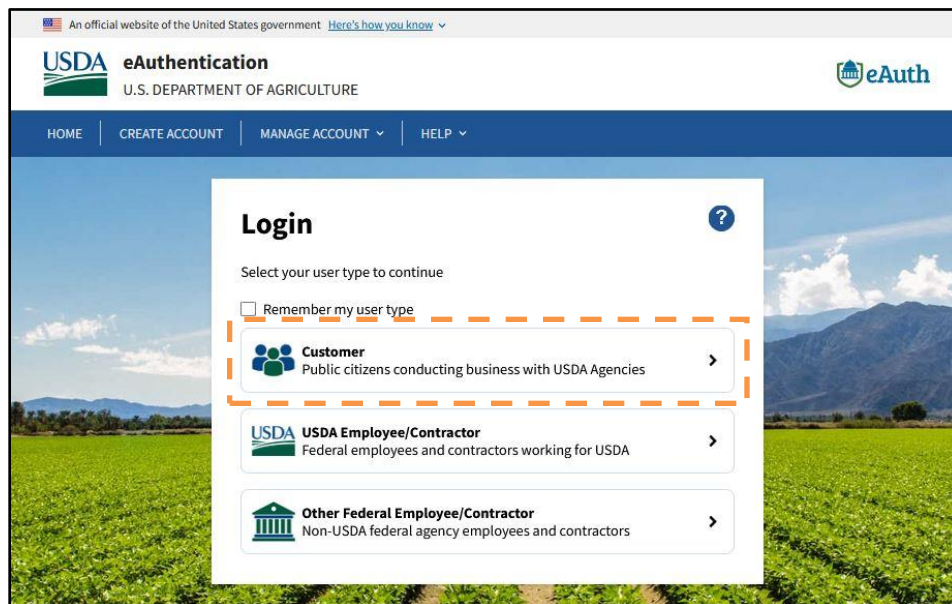 An official website of the United States government Here's how you know
USDA eAuthentication
U.S. DEPARTMENT OF AGRICULTURE
eAuth
HOME CREATE ACCOUNT MANAGE ACCOUNT HELP
Login
?
Select your user type to continue
Remember my user type
Customer
Public citizens conducting business with USDA Agencies
USDA USDA Employee/Contractor
Federal employees and contractors working for USDA
Other Federal Employee/Contractor
Non-USDA federal agency employees and contractors